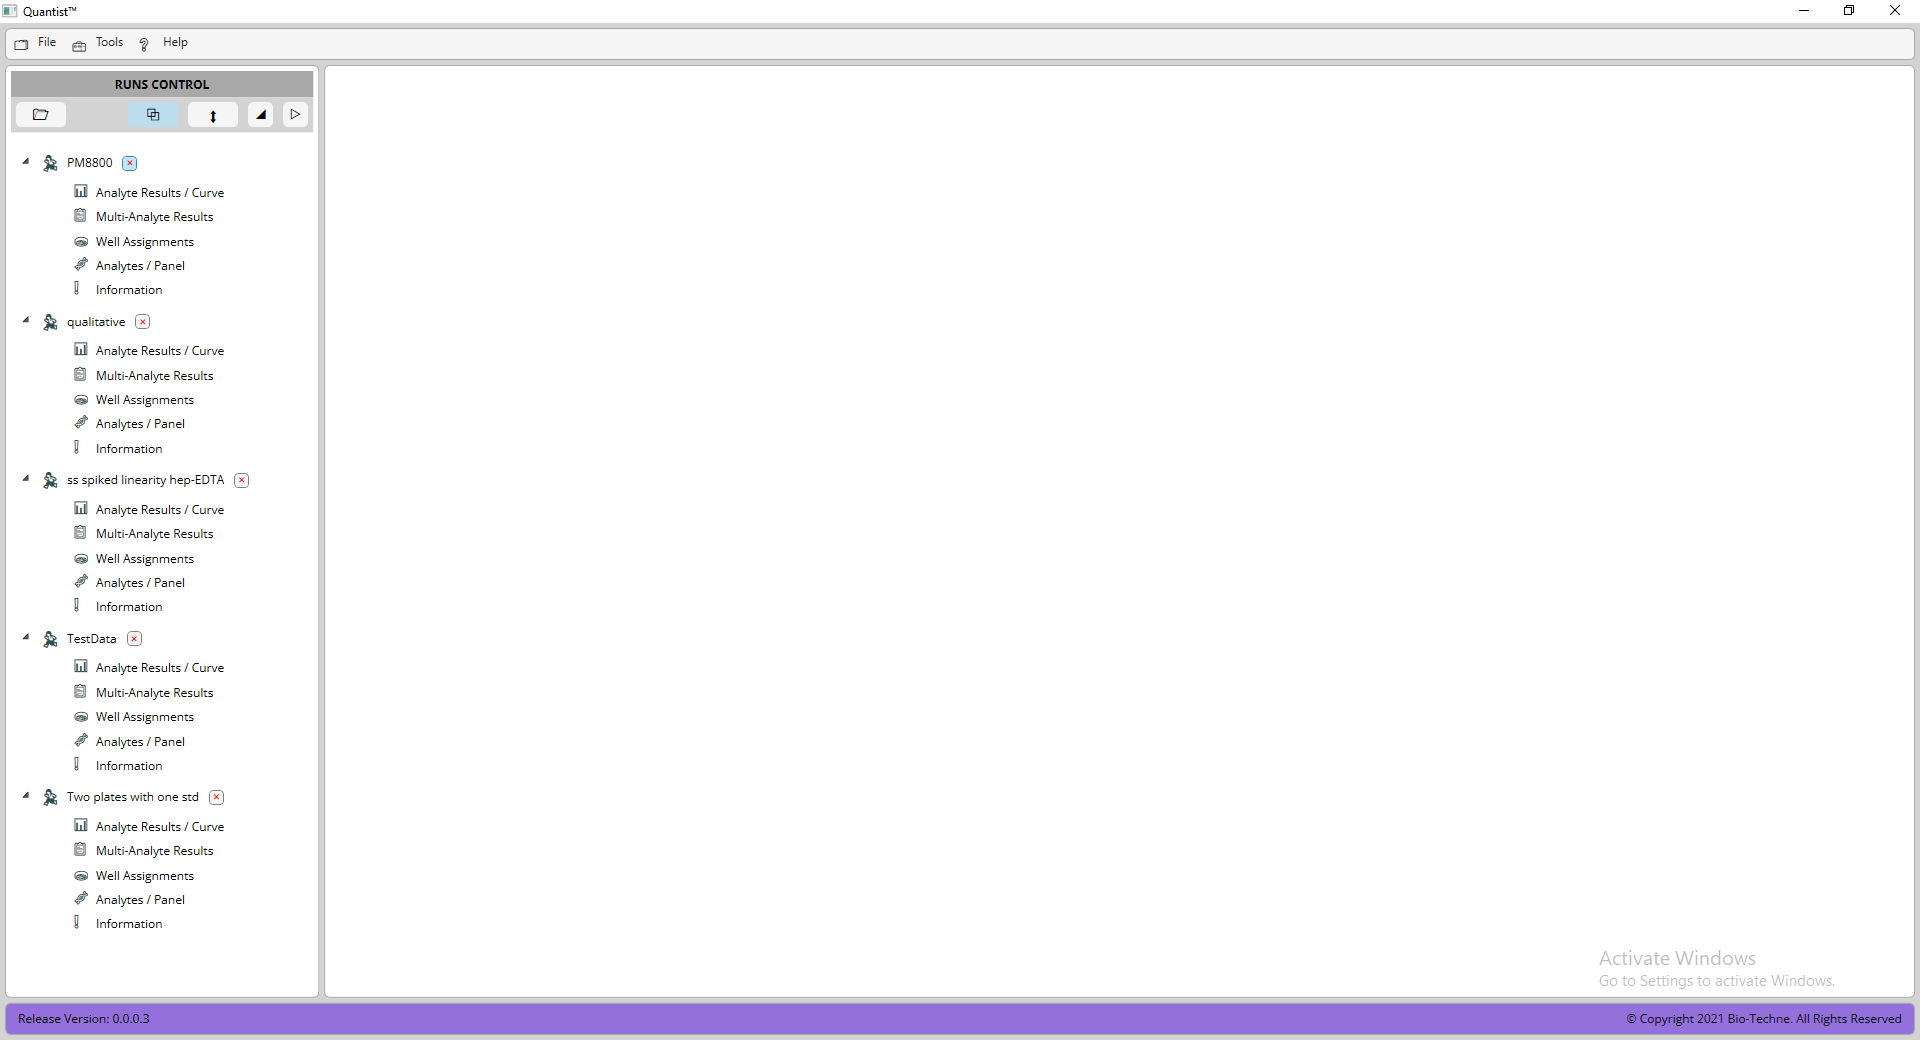 Quantist™
File Tools Help
RUNS CONTROL
PM8800
Analyte Results / Curve
Multi-Analyte Results
Well Assignments
Analytes / Panel
Information
qualitative
Analyte Results / Curve
Multi-Analyte Results
Well Assignments
Analytes / Panel
Information
ss spiked linearity hep-EDTA
Analyte Results / Curve
Multi-Analyte Results
Well Assignments
Analytes / Panel
Information
TestData
Analyte Results / Curve
Multi-Analyte Results
Well Assignments
Analytes / Panel
Information
Two plates with one std
Analyte Results / Curve
Multi-Analyte Results
Well Assignments
Analytes / Panel
Information
Activate Windows
Go to Settings to activate Windows.
Release Version: 0.0.0.3
© Copyright 2021 Bio-Techne. All Rights Reserved